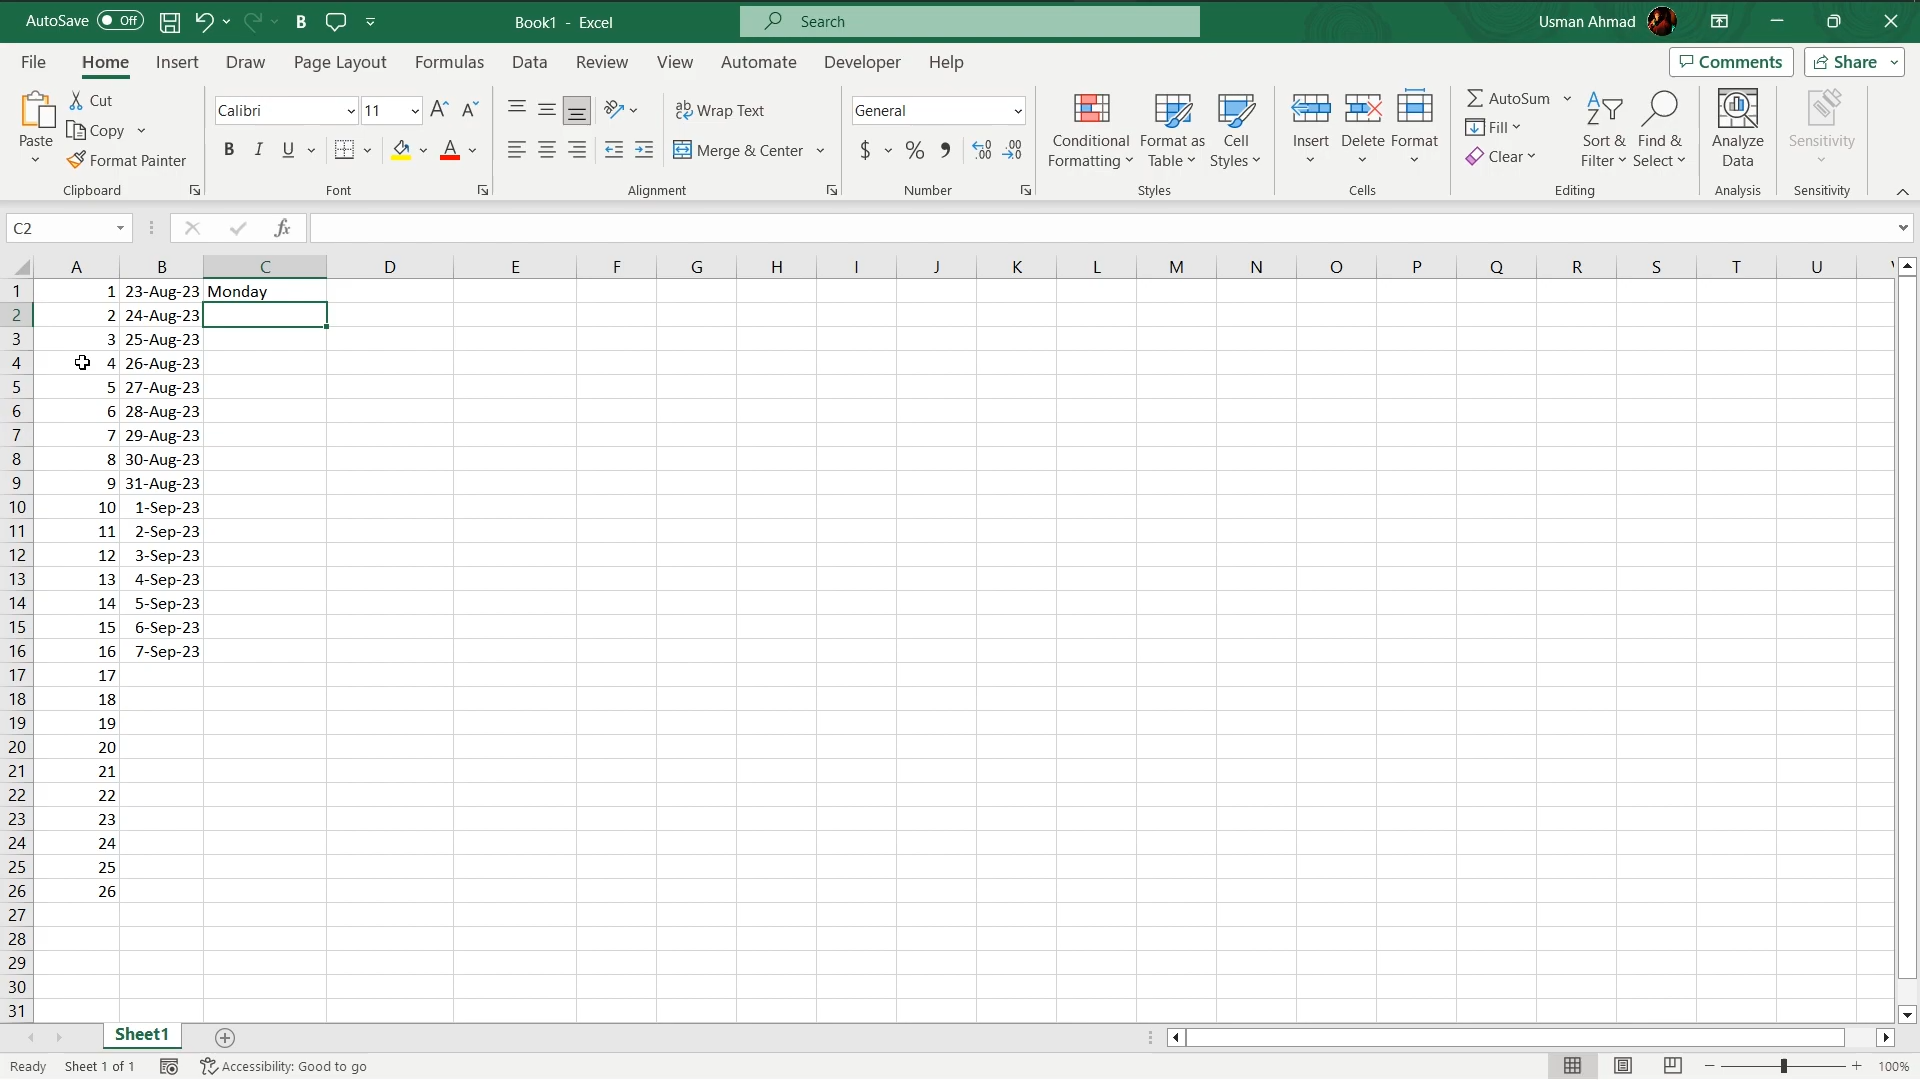 AutoSave Off Book1 - Excel Search Usman Ahmad
File Home Insert Draw Page Layout Formulas Data Review View Automate Developer Help Comments Share
Paste Cut Copy Format Painter Clipboard
Calibri 11 B I U A Font
Wrap Text Merge & Center Alignment
General $ % , Number
Conditional Formatting Format as Table Cell Styles Styles
Insert Delete Format Cells
AutoSum Fill Clear Sort & Filter Find & Select Editing
Analyze Data Analysis
Sensitivity Sensitivity
C2 fx
A B C D E F G H I J K L M N O P Q R S T U
1 1 23-Aug-23 Monday
2 2 24-Aug-23
3 3 25-Aug-23
4 4 26-Aug-23
5 5 27-Aug-23
6 6 28-Aug-23
7 7 29-Aug-23
8 8 30-Aug-23
9 9 31-Aug-23
10 10 1-Sep-23
11 11 2-Sep-23
12 12 3-Sep-23
13 13 4-Sep-23
14 14 5-Sep-23
15 15 6-Sep-23
16 16 7-Sep-23
17 17
18 18
19 19
20 20
21 21
22 22
23 23
24 24
25 25
26 26
27
28
29
30
31
Sheet1
Ready Sheet 1 of 1 Accessibility: Good to go 100%